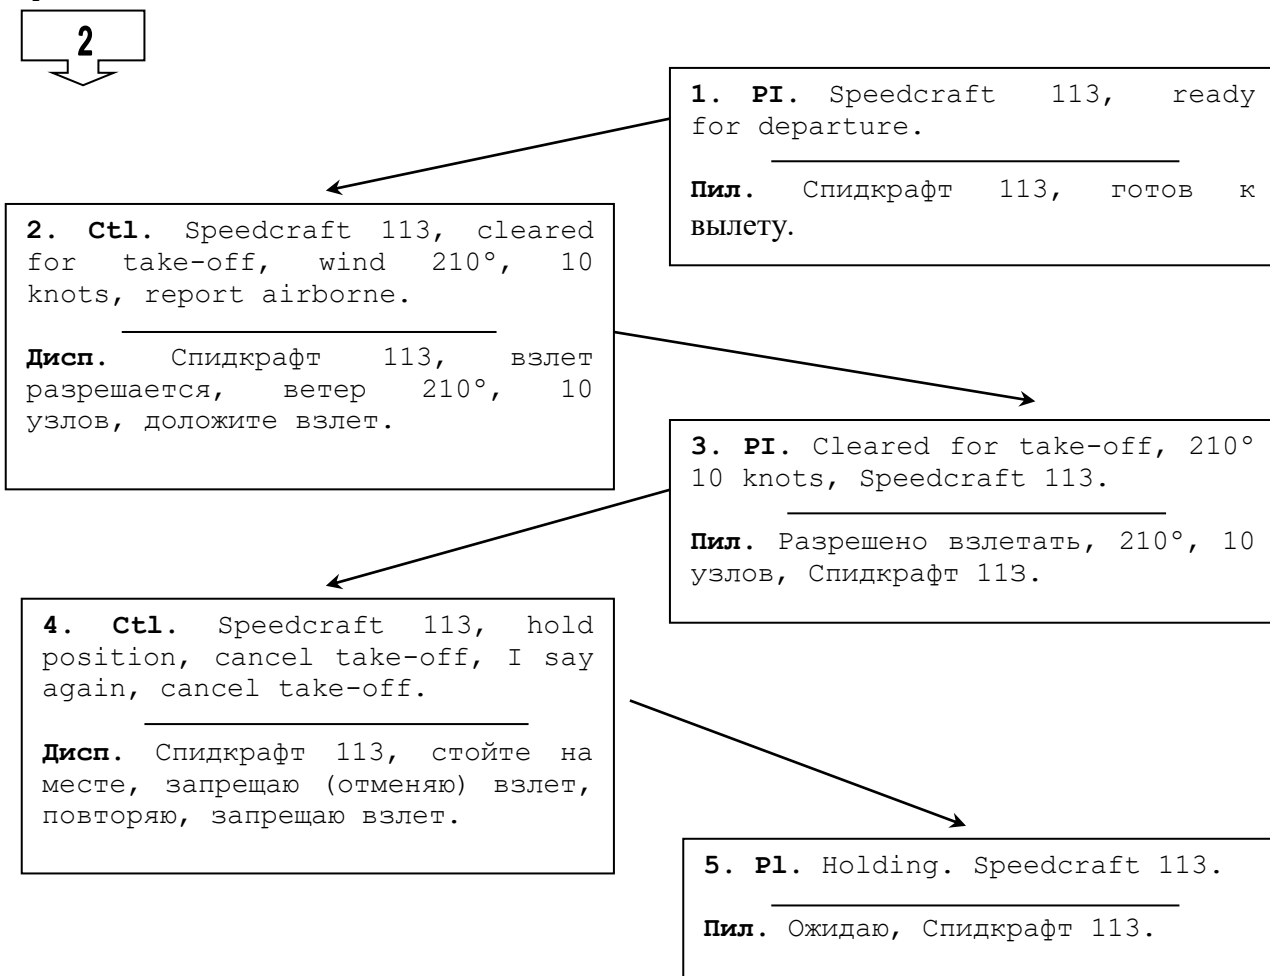 2
1. PI. Speedcraft 113, ready
for departure.
Пил. Спидкрафт 113, готов к
вылету.
2. Ctl. Speedcraft 113, cleared
for take-off, wind 210°, 10
knots, report airborne.
Дисп. Спидкрафт 113, взлет
разрешается, ветер 210°, 10
узлов, доложите взлет.
3. PI. Cleared for take-off, 210°
10 knots, Speedcraft 113.
Пил. Разрешено взлетать, 210°, 10
узлов, Спидкрафт 113.
4. Ctl. Speedcraft 113, hold
position, cancel take-off, I say
again, cancel take-off.
Дисп. Спидкрафт 113, стойте на
месте, запрещаю (отменяю) взлет,
повторяю, запрещаю взлет.
5. Pl. Holding. Speedcraft 113.
Пил. Ожидаю, Спидкрафт 113.